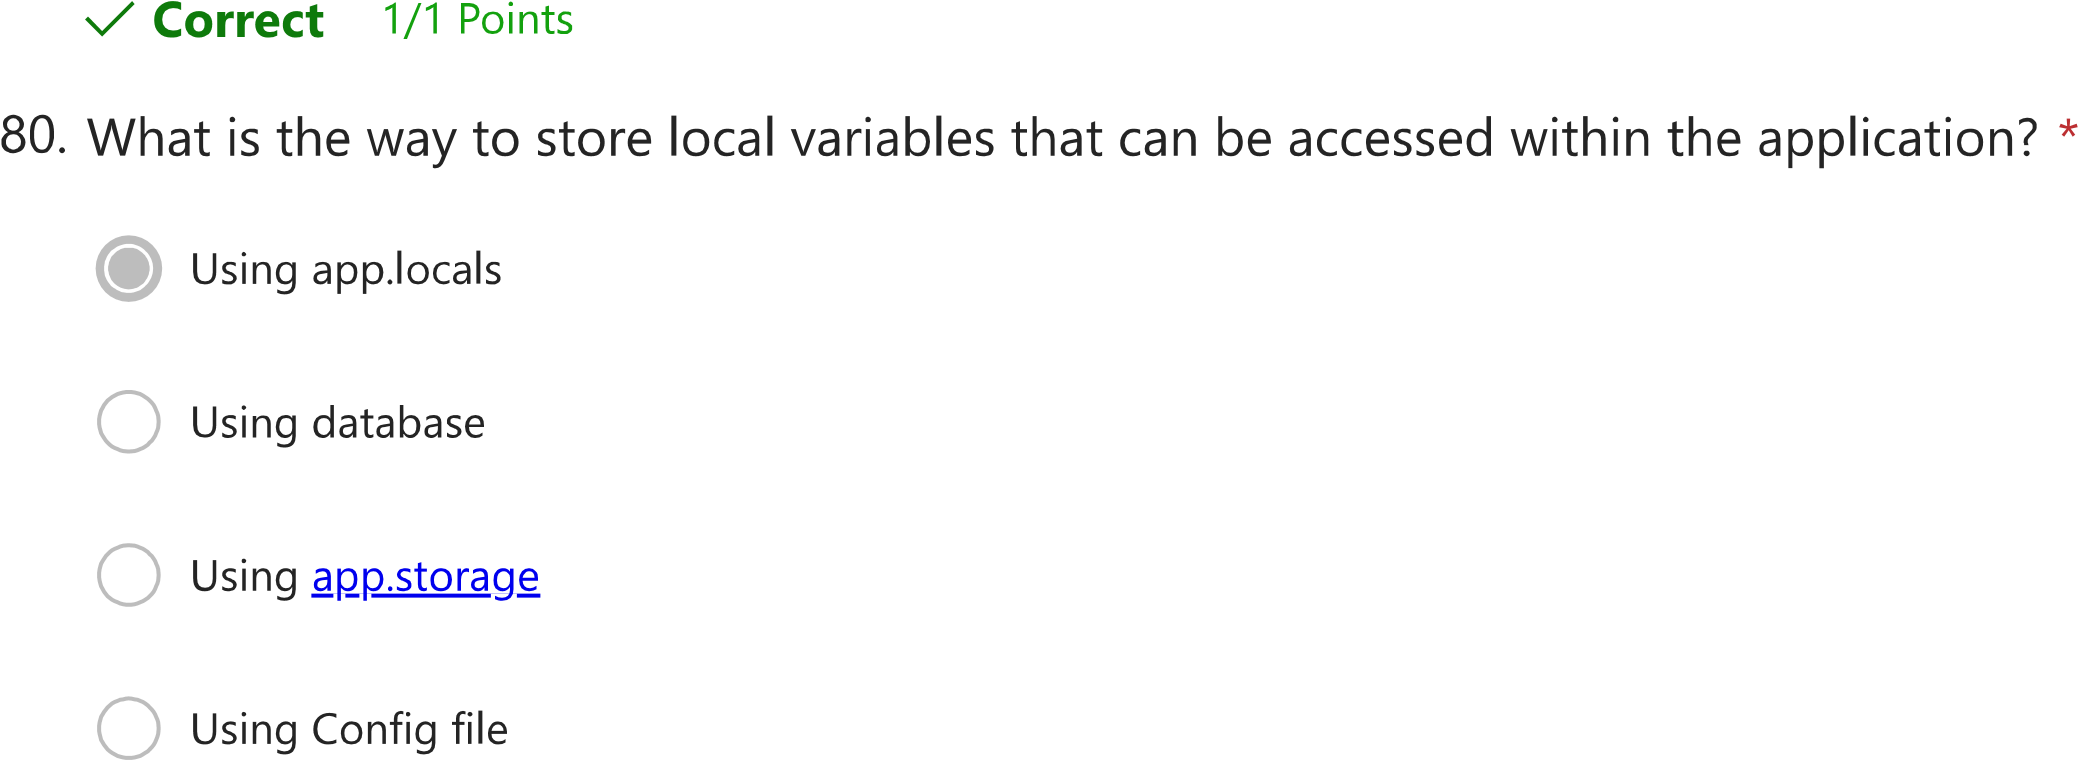 Correct 1/1 Points
80. What is the way to store local variables that can be accessed within the application? *
Using app.locals
Using database
Using app.storage
Using Config file